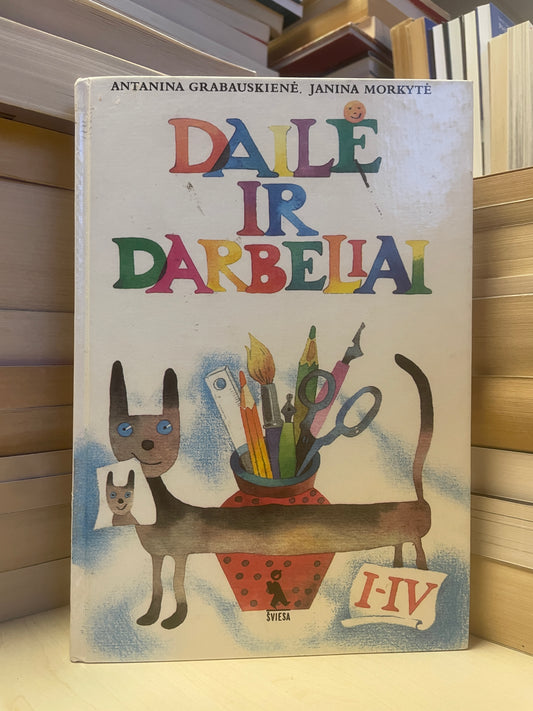 ANTANINA GRABAUSKIENĖ, JANINA MORKYTĖ
DAILĖ
IR
DARBELIAI
I-IV
ŠVIESA